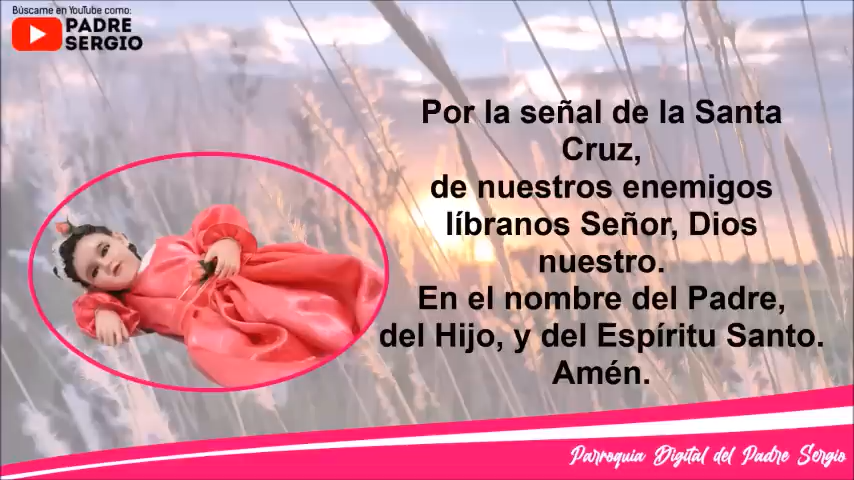 Búscame en YouTube como:
PADRE
SERGIO
Por la señal de la Santa
Cruz,
de nuestros enemigos
líbranos Señor, Dios
nuestro.
En el nombre del Padre,
del Hijo, y del Espíritu Santo.
Amén.
Parroquia Digital del Padre Sergio